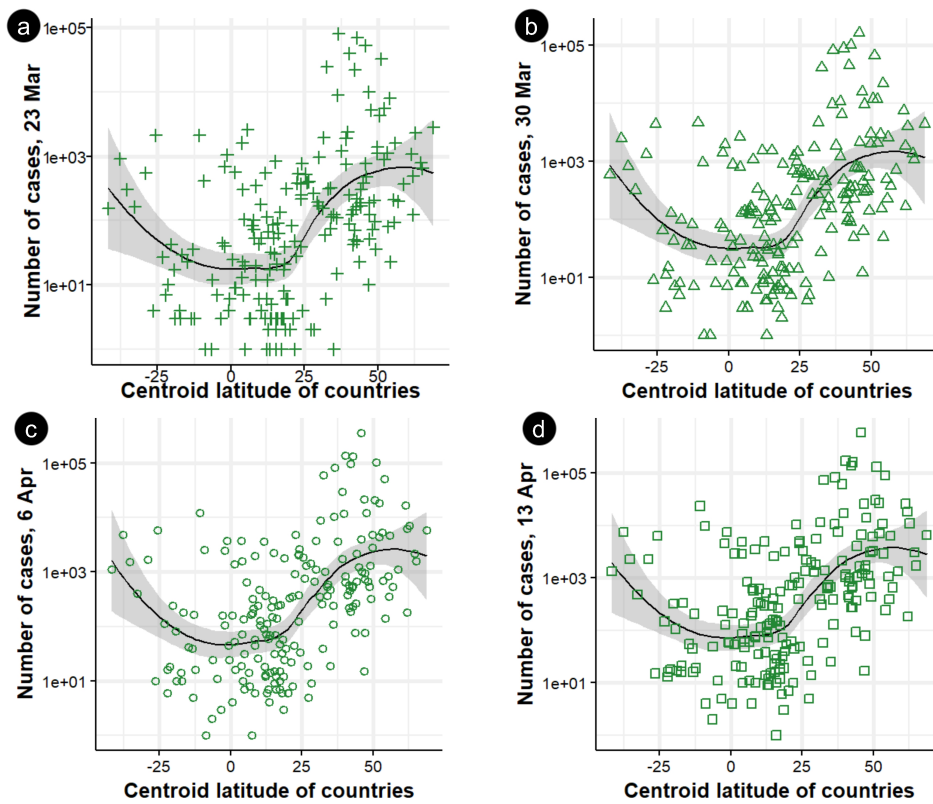 a
Number of cases, 23 Mar
1e+05
1e+03
1e+01
-25 0 25 50
Centroid latitude of countries
b
Number of cases, 30 Mar
1e+05
1e+03
1e+01
-25 0 25 50
Centroid latitude of countries
c
Number of cases, 6 Apr
1e+05
1e+03
1e+01
-25 0 25 50
Centroid latitude of countries
d
Number of cases, 13 Apr
1e+05
1e+03
1e+01
-25 0 25 50
Centroid latitude of countries